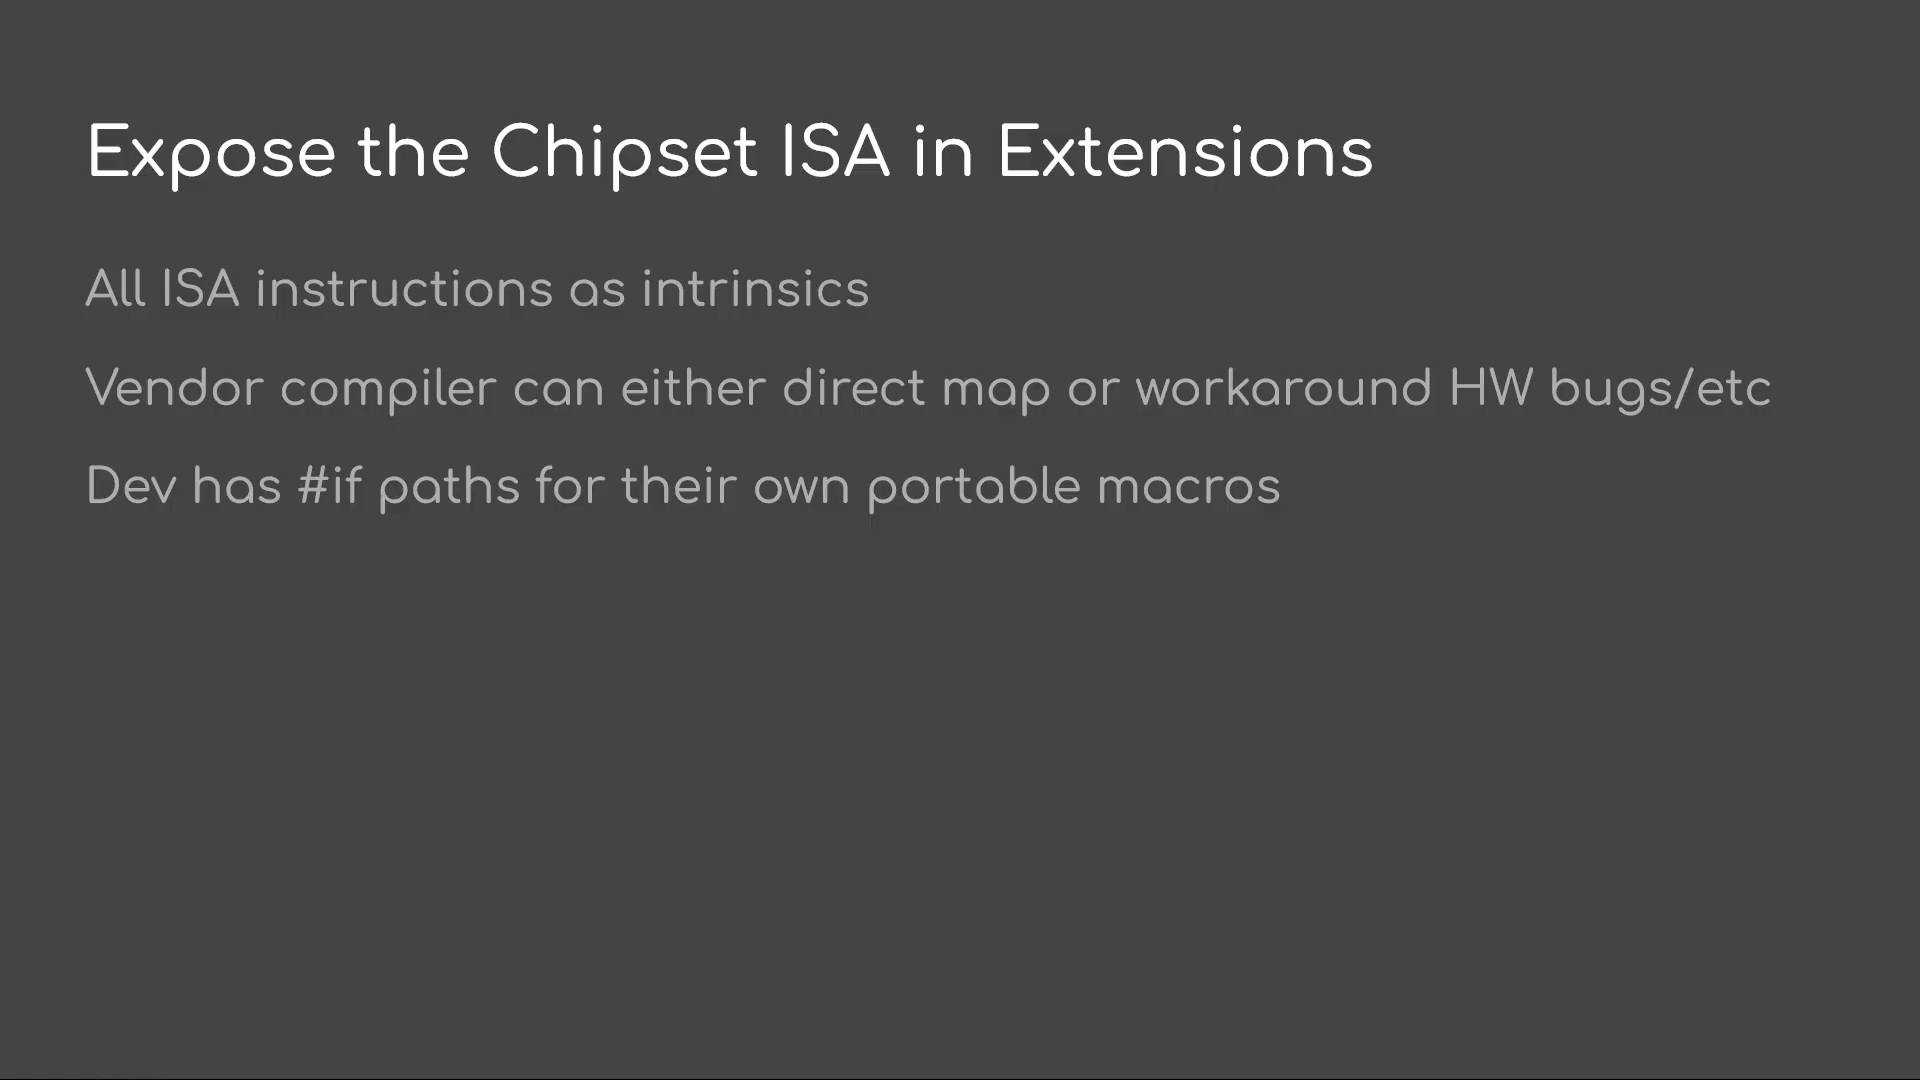 Expose the Chipset ISA in Extensions
All ISA instructions as intrinsics
Vendor compiler can either direct map or workaround HW bugs/etc
Dev has #if paths for their own portable macros